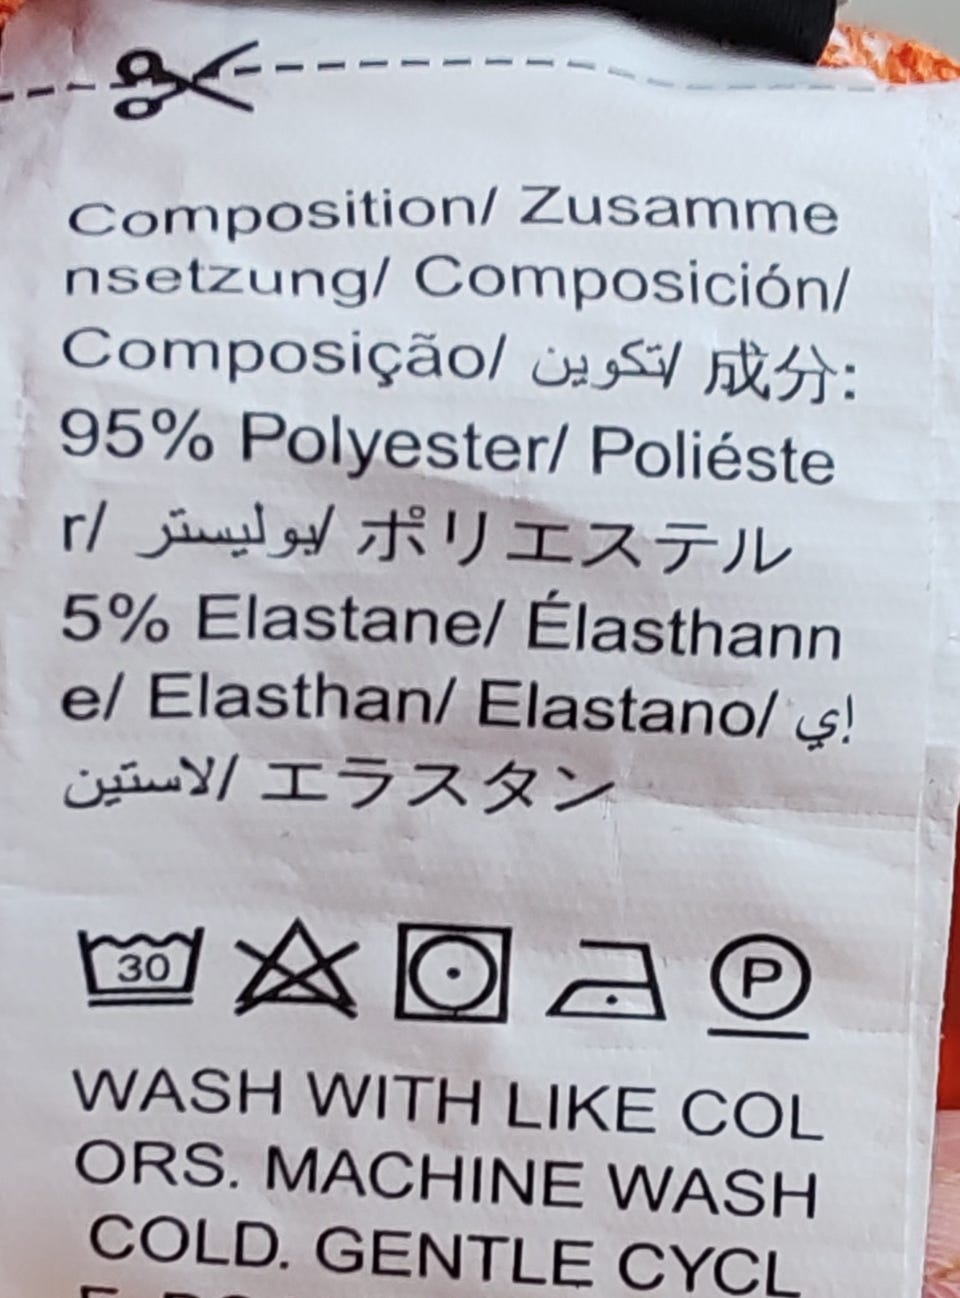 Composition/ Zusamme
nsetzung/ Composición/
Composição/ تكوين/ 成分:
95% Polyester/ Poliéste
r/ بوليستر/ ポリエステル
5% Elastane/ Élasthann
e/ Elasthan/ Elastano/ إي
لاستين/ エラスタン
30
P
WASH WITH LIKE COL
ORS. MACHINE WASH
COLD. GENTLE CYCL